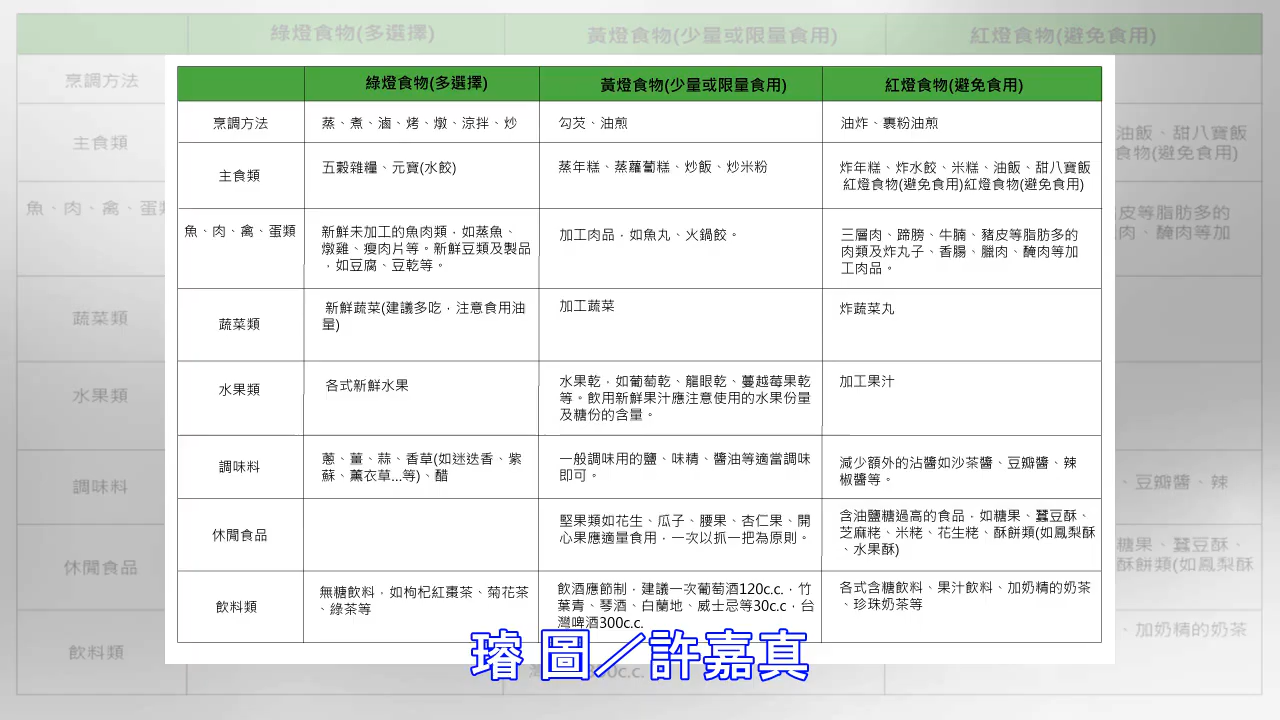 綠燈食物(多選擇)
黃燈食物(少量或限量食用)
紅燈食物(避免食用)
烹調方法
蒸、煮、滷、烤、燉、涼拌、炒
勾芡、油煎
油炸、裹粉油煎
主食類
五穀雜糧、元寶(水餃)
蒸年糕、蒸蘿蔔糕、炒飯、炒米粉
炸年糕、炸水餃、米糕、油飯、甜八寶飯
紅燈食物(避免食用)紅燈食物(避免食用)
魚、肉、禽、蛋類
新鮮未加工的魚肉類，如蒸魚、
燉雞、瘦肉片等。新鮮豆類及製品
，如豆腐、豆乾等。
加工肉品，如魚丸、火鍋餃。
三層肉、蹄膀、牛腩、豬皮等脂肪多的
肉類及炸丸子、香腸、臘肉、醃肉等加
工肉品。
蔬菜類
新鮮蔬菜(建議多吃，注意食用油
量)
加工蔬菜
炸蔬菜丸
水果類
各式新鮮水果
水果乾，如葡萄乾、龍眼乾、蔓越莓果乾
等。飲用新鮮果汁應注意使用的水果份量
及糖份的含量。
加工果汁
調味料
蔥、薑、蒜、香草(如迷迭香、紫
蘇、薰衣草...等)、醋
一般調味用的鹽、味精、醬油等適當調味
即可。
減少額外的沾醬如沙茶醬、豆瓣醬、辣
椒醬等。
休閒食品
堅果類如花生、瓜子、腰果、杏仁果、開
心果應適量食用，一次以抓一把為原則。
含油鹽糖過高的食品，如糖果、蠶豆酥、
芝麻粩、米粩、花生粩、酥餅類(如鳳梨酥
、水果酥)
飲料類
無糖飲料，如枸杞紅棗茶、菊花茶
、綠茶等
飲酒應節制，建議一次葡萄酒120c.c.，竹
葉青、琴酒、白蘭地、威士忌等30c.c，台
灣啤酒300c.c.
各式含糖飲料、果汁飲料、加奶精的奶茶
、珍珠奶茶等
璿 圖／許嘉真